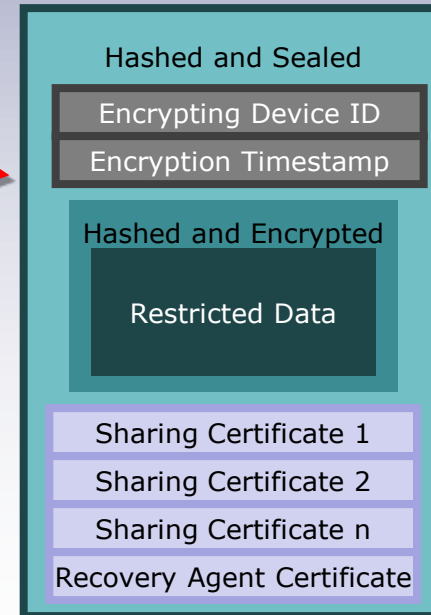 Hashed and Sealed
Encrypting Device ID
Encryption Timestamp
Hashed and Encrypted
Restricted Data
Sharing Certificate 1
Sharing Certificate 2
Sharing Certificate n
Recovery Agent Certificate